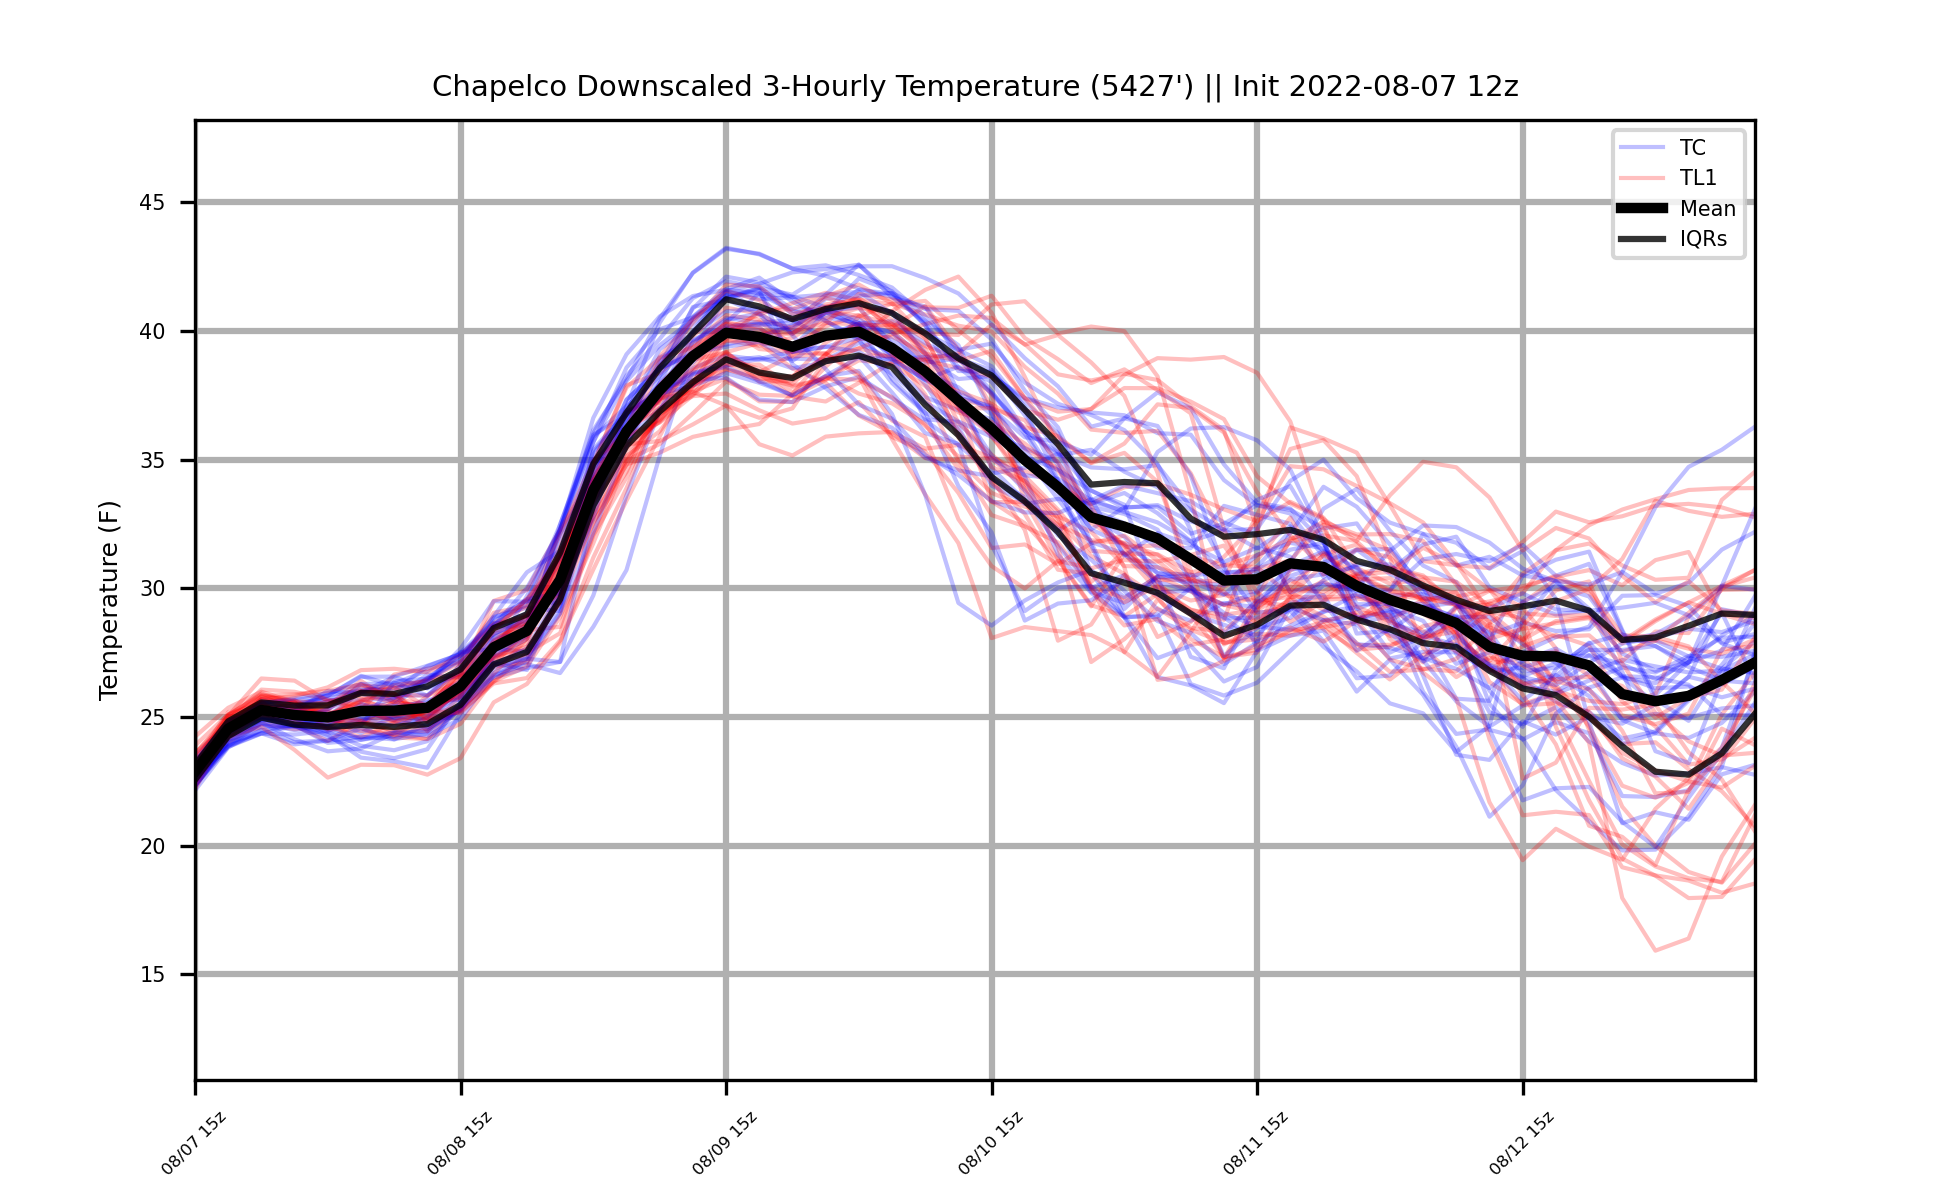 Chapelco Downscaled 3-Hourly Temperature (5427') || Init 2022-08-07 12z
TC
TL1
Mean
IQRs
Temperature (F)
45
40
35
30
25
20
15
08/07 15z
08/08 15z
08/09 15z
08/10 15z
08/11 15z
08/12 15z